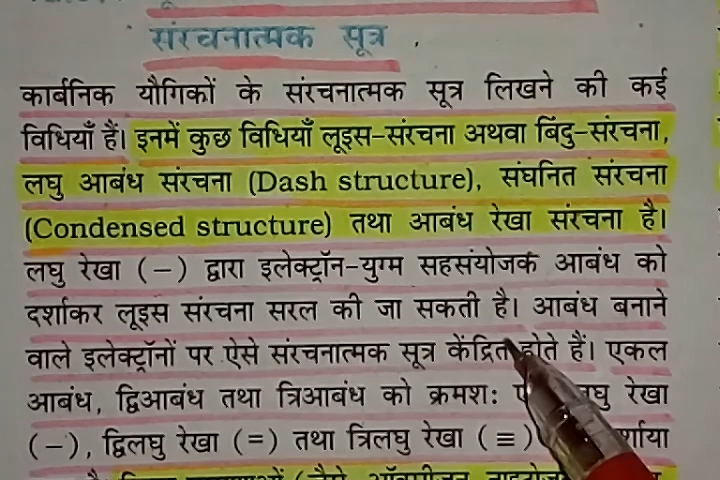 संरचनात्मक सूत्र
कार्बनिक यौगिकों के संरचनात्मक सूत्र लिखने की कई
विधियाँ हैं। इनमें कुछ विधियाँ लूइस-संरचना अथवा बिंदु-संरचना,
लघु आबंध संरचना (Dash structure), संघनित संरचना
(Condensed structure) तथा आबंध रेखा संरचना है।
लघु रेखा (−) द्वारा इलेक्ट्रॉन-युग्म सहसंयोजक आबंध को
दर्शाकर लूइस संरचना सरल की जा सकती है। आबंध बनाने
वाले इलेक्ट्रॉनों पर ऐसे संरचनात्मक सूत्र केंद्रित होते हैं। एकल
आबंध, द्विआबंध तथा त्रिआबंध को क्रमश: रेखा
(−), द्विलघु रेखा (=) तथा त्रिलघु रेखा (≡)